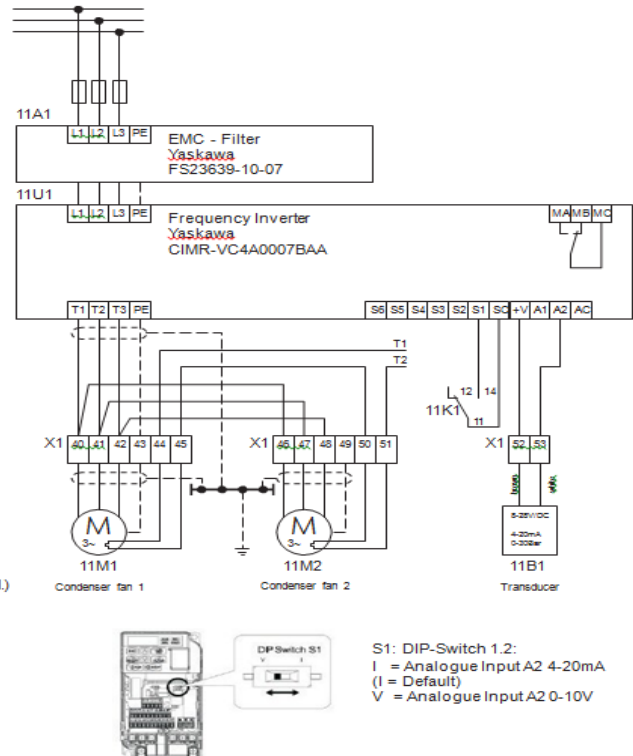 11A1
L1 L2 L3 PE
EMC - Filter
Yaskawa
FS23639-10-07
11U1
L1 L2 L3 PE
Frequency Inverter
Yaskawa
CIMR-VC4A0007BAA
MA MB MC
T1 T2 T3 PE
S6 S5 S4 S3 S2 S1 SC +V A1 A2 AC
T1
T2
12 14
11K1
11
X1 40 41 42 43 44 45
X1 46 47 48 49 50 51
X1 52 53
M
3~
M
3~
8-28V/DC
4-20mA
0-30Bar
11M1
11M2
11B1
Condenser fan 1
Condenser fan 2
Transducer
.)
DIP Switch S1
V I
S1: DIP-Switch 1.2:
I = Analogue Input A2 4-20mA
(I = Default)
V = Analogue Input A2 0-10V